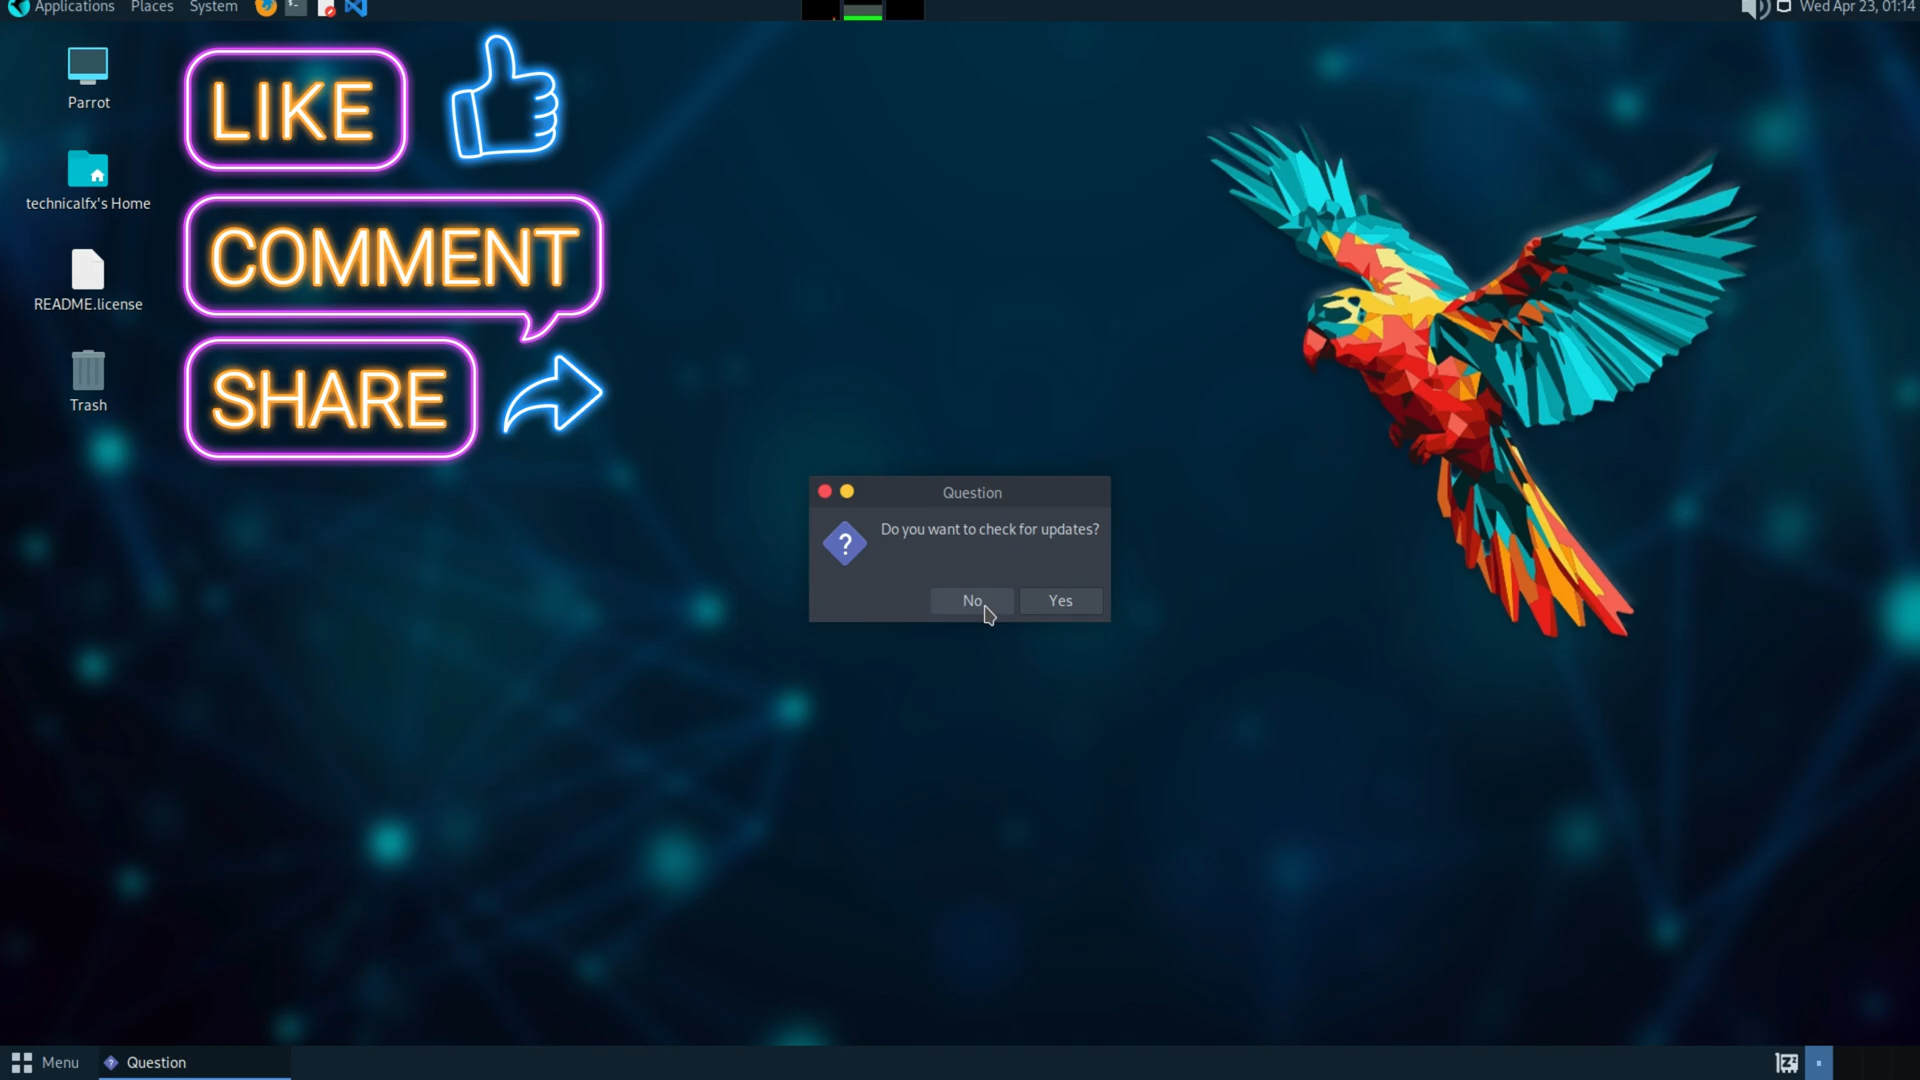 Applications Places System
Wed Apr 23, 01:14
Parrot
technicalfx's Home
README.license
Trash
LIKE
COMMENT
SHARE
Question
Do you want to check for updates?
No Yes
Menu Question